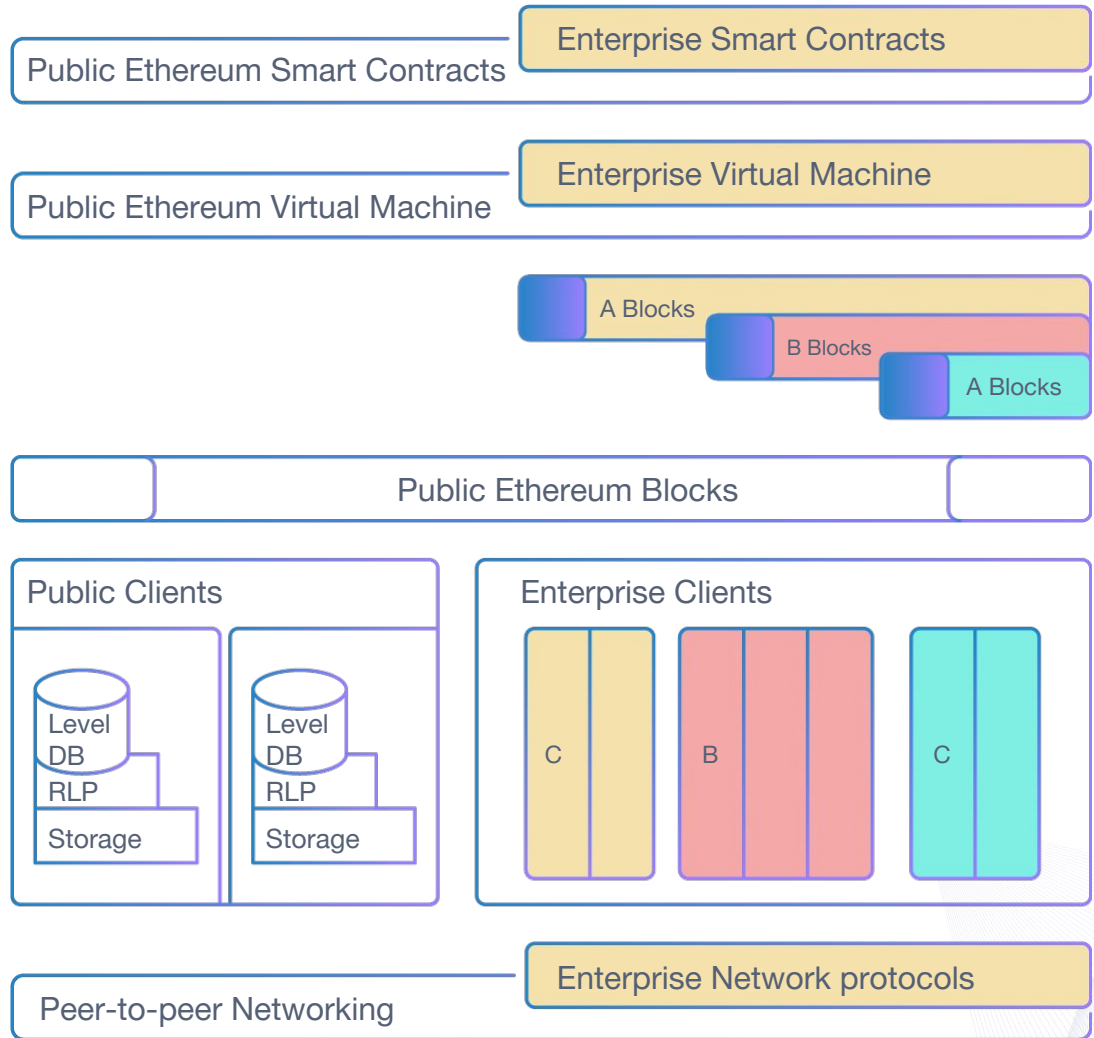 Enterprise Smart Contracts
Public Ethereum Smart Contracts
Enterprise Virtual Machine
Public Ethereum Virtual Machine
A Blocks
B Blocks
A Blocks
Public Ethereum Blocks
Public Clients
Level
DB
RLP
Storage
Level
DB
RLP
Storage
Enterprise Clients
C
B
C
Enterprise Network protocols
Peer-to-peer Networking